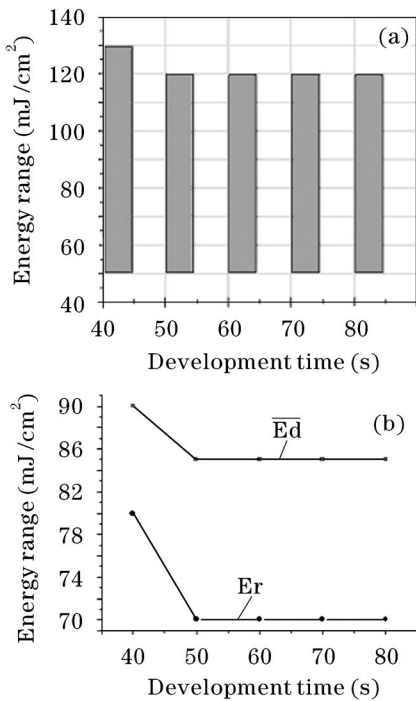 (a)
Energy range (mJ/cm²)
140
120
100
80
60
40
40 50 60 70 80
Development time (s)
(b)
Energy range (mJ/cm²)
90
86
82
78
74
70
Ed
Er
40 50 60 70 80
Development time (s)